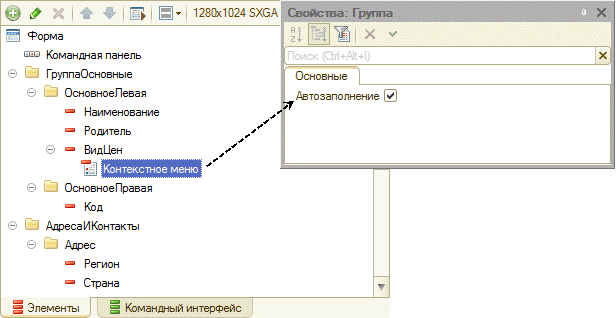 1280x1024 SXGA
Форма
Командная панель
ГруппаОсновные
ОсновноеЛевая
Наименование
Родитель
ВидЦен
Контекстное меню
ОсновноеПравая
Код
АдресаИКонтакты
Адрес
Регион
Страна
Элементы
Командный интерфейс
Свойства: Группа
Поиск (Ctrl+Alt+I)
Основные
Автозаполнение